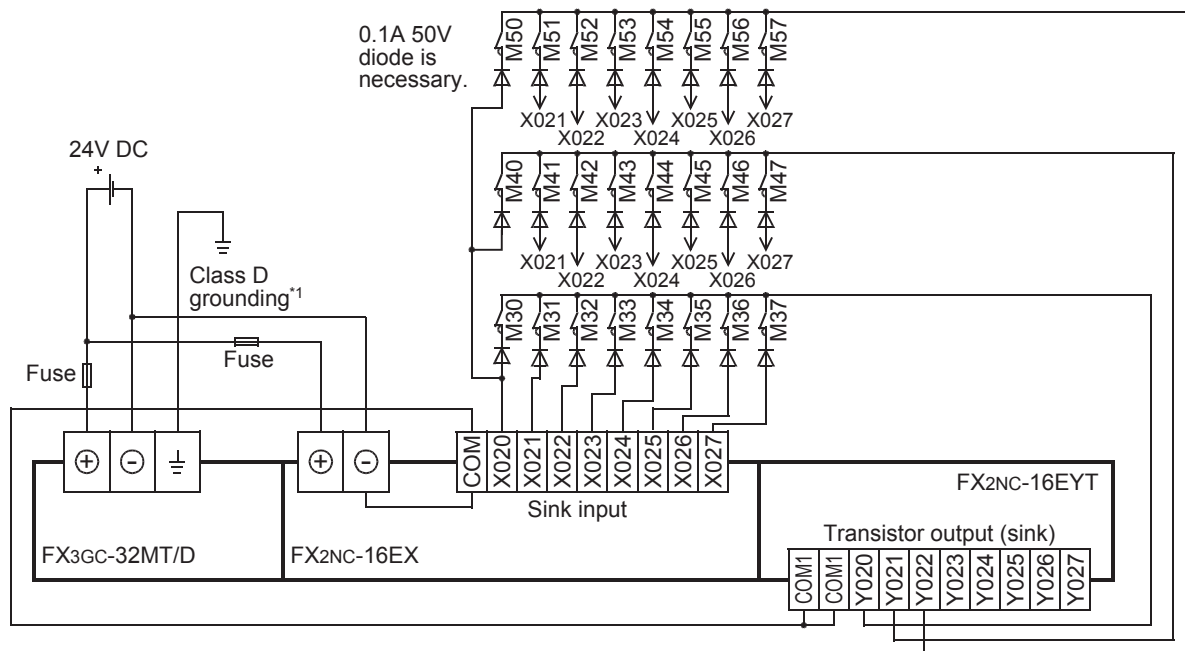 0.1A 50V
diode is
necessary.
M50 M51 M52 M53 M54 M55 M56 M57
X021 X023 X025 X027
X022 X024 X026
24V DC
+
M40 M41 M42 M43 M44 M45 M46 M47
X021 X023 X025 X027
X022 X024 X026
Class D
grounding*1
M30 M31 M32 M33 M34 M35 M36 M37
Fuse
Fuse
+ - + - COM X020 X021 X022 X023 X024 X025 X026 X027
Sink input
FX2NC-16EYT
Transistor output (sink)
FX3GC-32MT/D
FX2NC-16EX
COM1 COM1 Y020 Y021 Y022 Y023 Y024 Y025 Y026 Y027